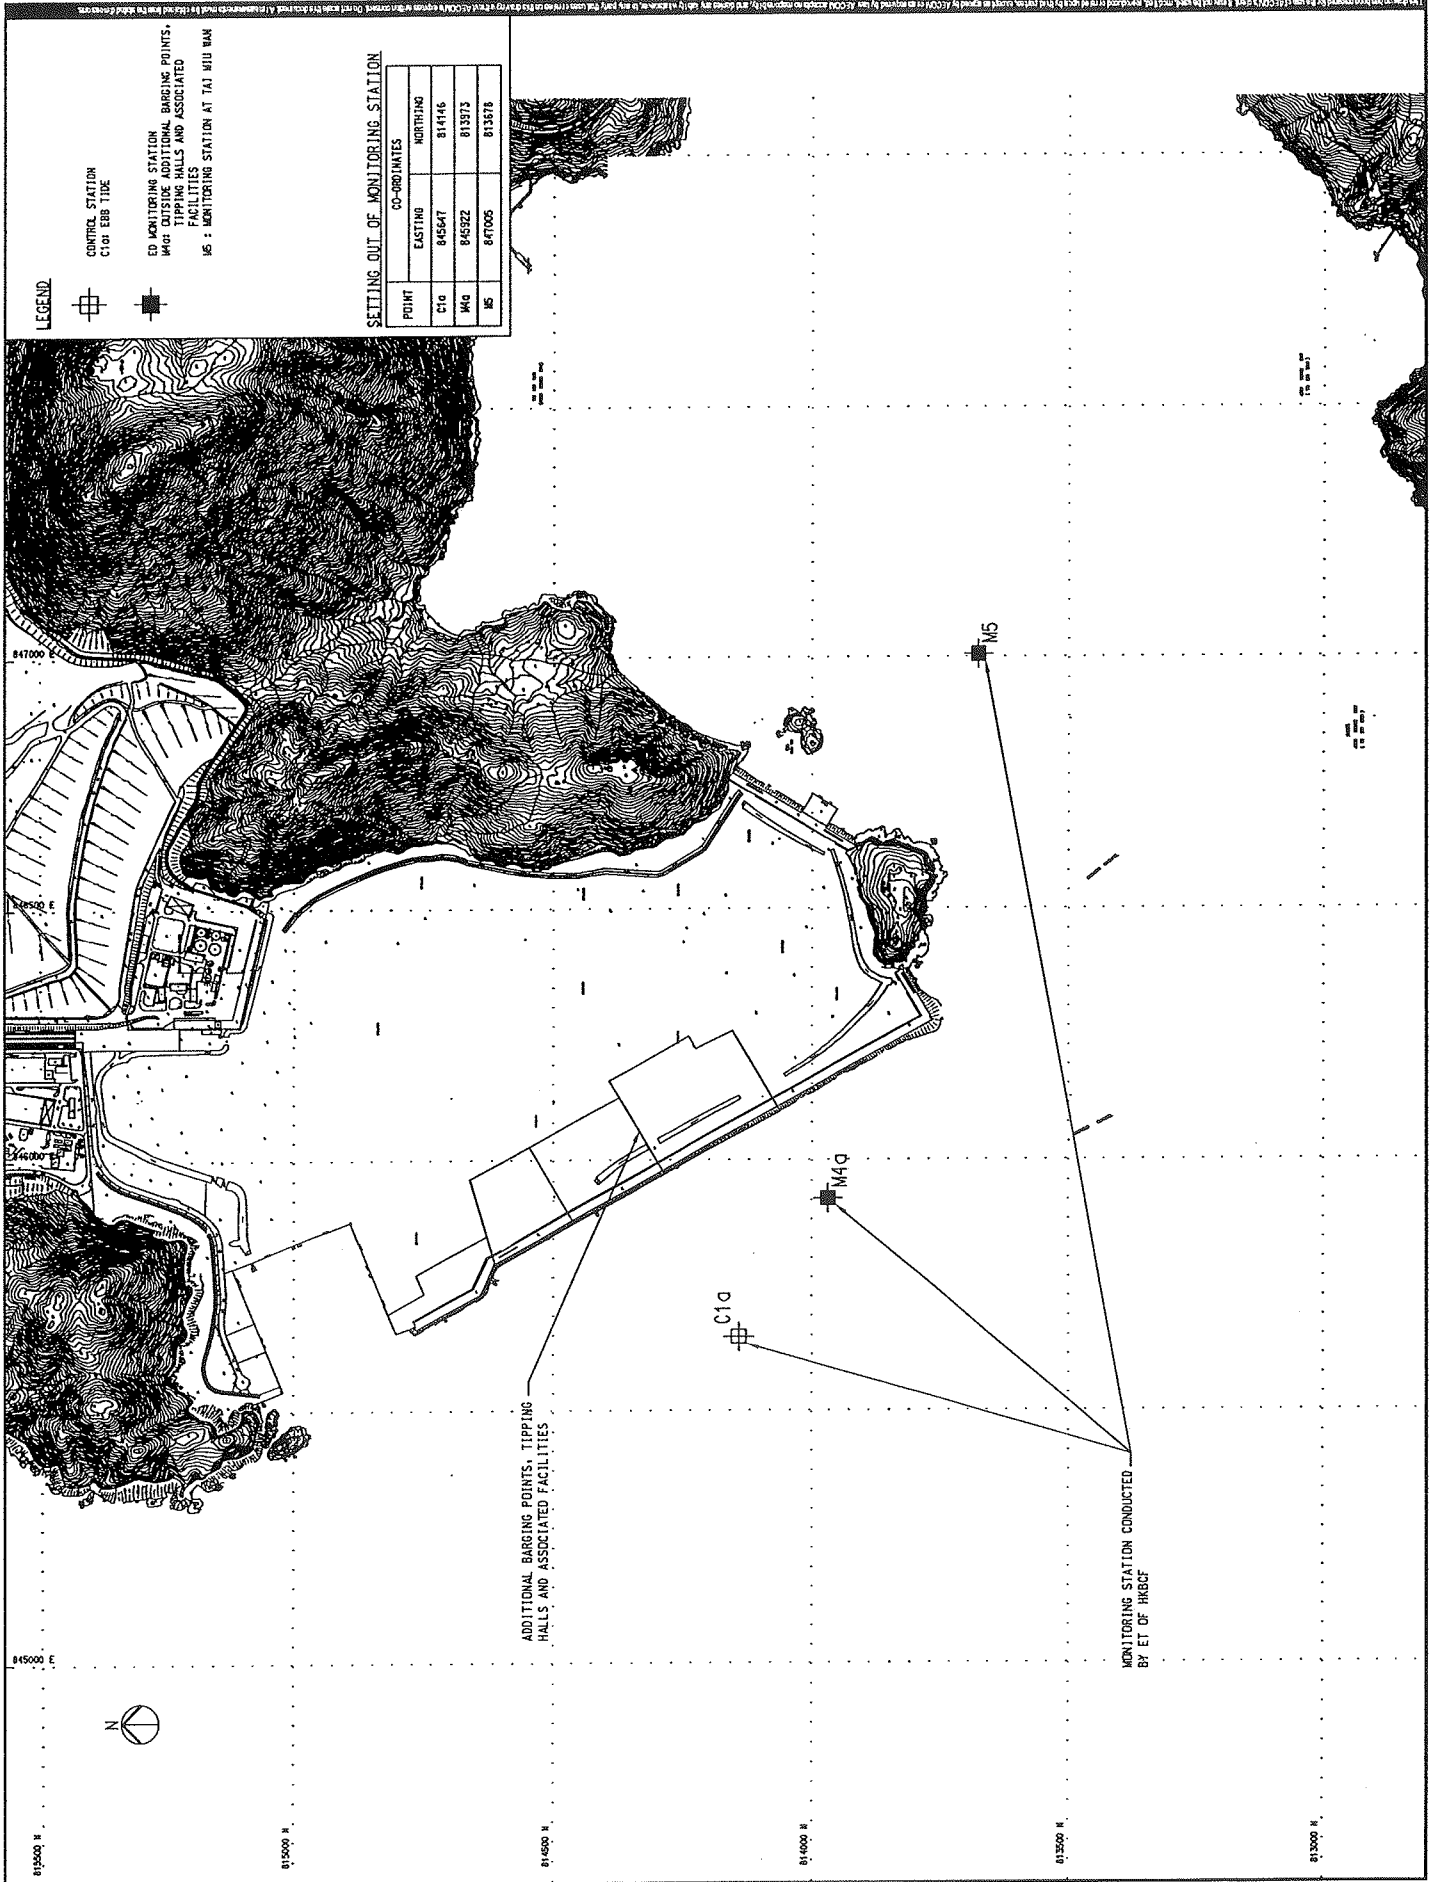 LEGEND
CONTROL STATION
C1a: EBB TIDE
ED MONITORING STATION
M4a: OUTSIDE ADDITIONAL BARGING POINTS,
TIPPING HALLS AND ASSOCIATED
FACILITIES
M5 : MONITORING STATION AT TAI MIU WAN
SETTING OUT OF MONITORING STATION
POINT
CO-ORDINATES
EASTING NORTHING
C1a 845647 814146
M4a 845922 813973
M5 847005 813678
847000 E
846500 E
846000 E
845000 E
815500 N
815000 N
814500 N
814000 N
813500 N
813000 N
N
M5
M4a
C1a
ADDITIONAL BARGING POINTS, TIPPING
HALLS AND ASSOCIATED FACILITIES
MONITORING STATION CONDUCTED
BY ET OF HKBCF